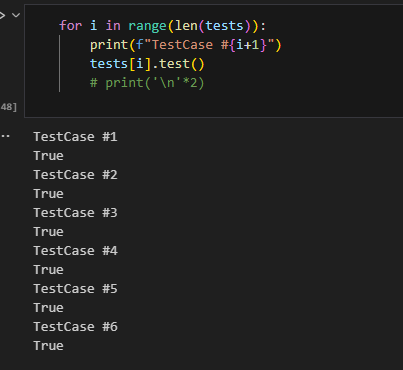 for i in range(len(tests)):
print(f"TestCase #{i+1}")
tests[i].test()
# print('\n'*2)
48]
TestCase #1
True
TestCase #2
True
TestCase #3
True
TestCase #4
True
TestCase #5
True
TestCase #6
True